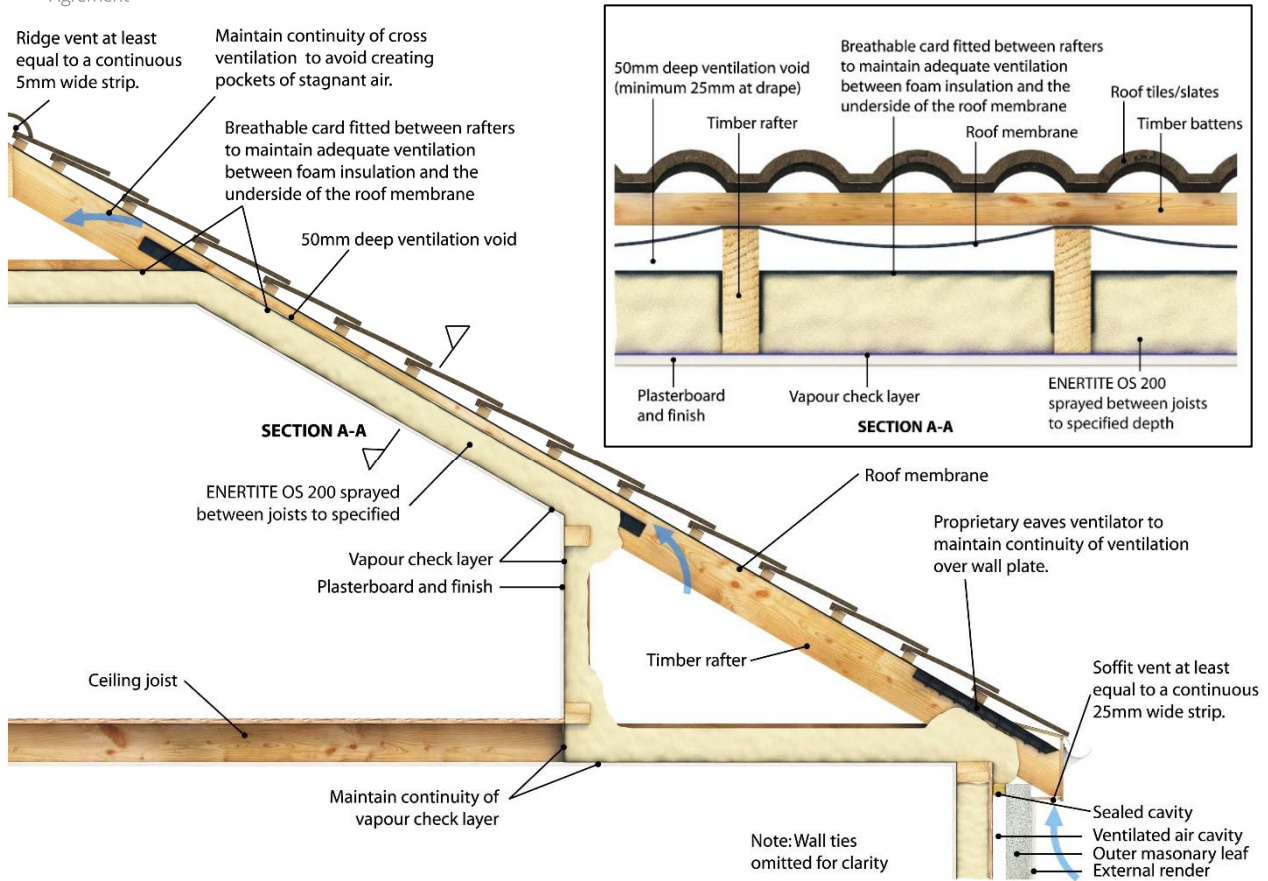 Agrement
Ridge vent at least
equal to a continuous
5mm wide strip.
Maintain continuity of cross
ventilation to avoid creating
pockets of stagnant air.
Breathable card fitted between rafters
to maintain adequate ventilation
between foam insulation and the
underside of the roof membrane
50mm deep ventilation void
SECTION A-A
ENERTITE OS 200 sprayed
between joists to specified
Vapour check layer
Plasterboard and finish
Ceiling joist
Maintain continuity of
vapour check layer
Timber rafter
Roof membrane
Proprietary eaves ventilator to
maintain continuity of ventilation
over wall plate.
Soffit vent at least
equal to a continuous
25mm wide strip.
Sealed cavity
Ventilated air cavity
Outer masonary leaf
External render
Note: Wall ties
omitted for clarity
50mm deep ventilation void
(minimum 25mm at drape)
Timber rafter
Breathable card fitted between rafters
to maintain adequate ventilation
between foam insulation and the
underside of the roof membrane
Roof membrane
Roof tiles/slates
Timber battens
Plasterboard
and finish
Vapour check layer
ENERTITE OS 200
sprayed between joists
to specified depth
SECTION A-A